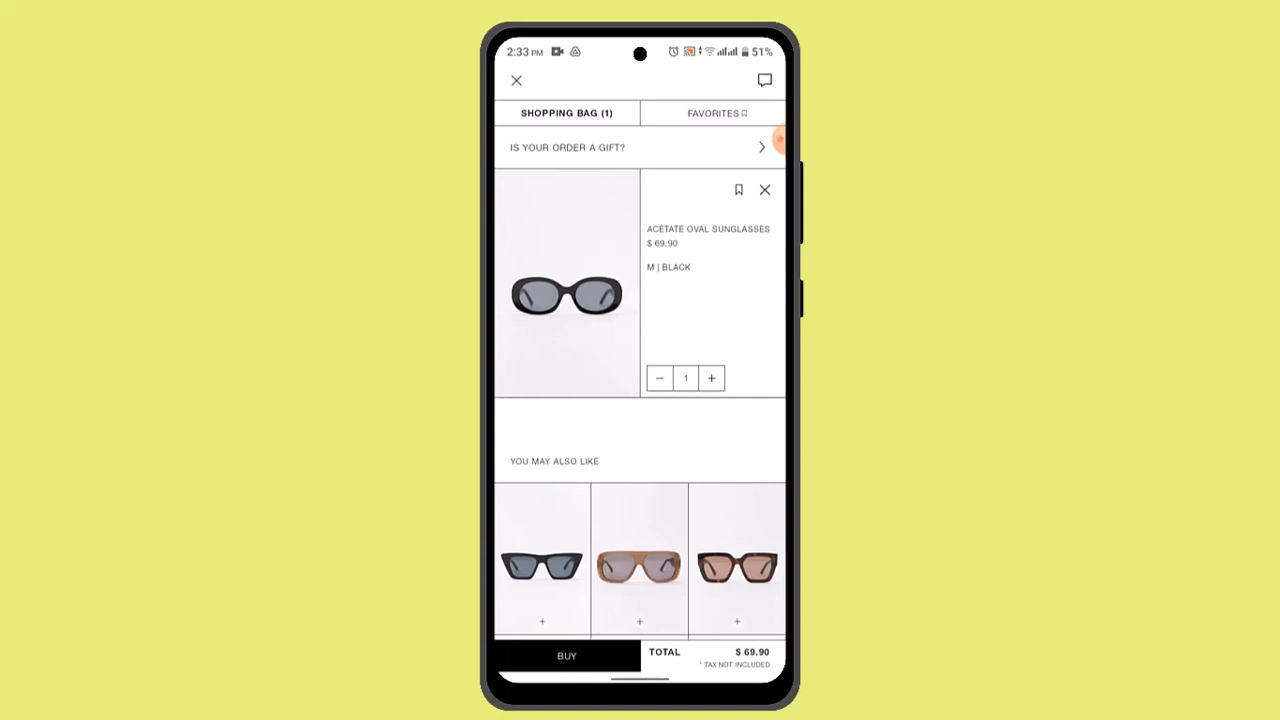 2:33 PM 51%
SHOPPING BAG (1) FAVORITES
IS YOUR ORDER A GIFT?
ACETATE OVAL SUNGLASSES
$ 69.90
M | BLACK
1
YOU MAY ALSO LIKE
BUY TOTAL $ 69.90
* TAX NOT INCLUDED